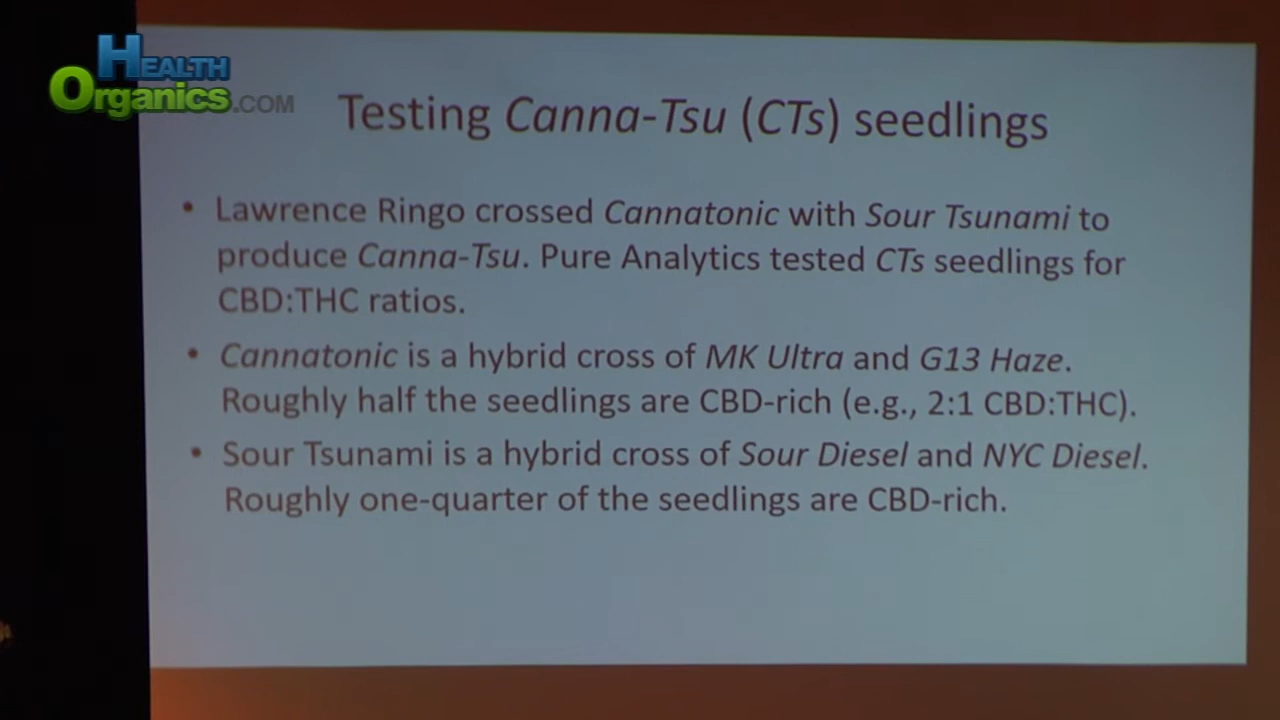 Health
Organics.COM
Testing Canna-Tsu (CTs) seedlings
• Lawrence Ringo crossed Cannatonic with Sour Tsunami to
produce Canna-Tsu. Pure Analytics tested CTs seedlings for
CBD:THC ratios.
• Cannatonic is a hybrid cross of MK Ultra and G13 Haze.
Roughly half the seedlings are CBD-rich (e.g., 2:1 CBD:THC).
• Sour Tsunami is a hybrid cross of Sour Diesel and NYC Diesel.
Roughly one-quarter of the seedlings are CBD-rich.